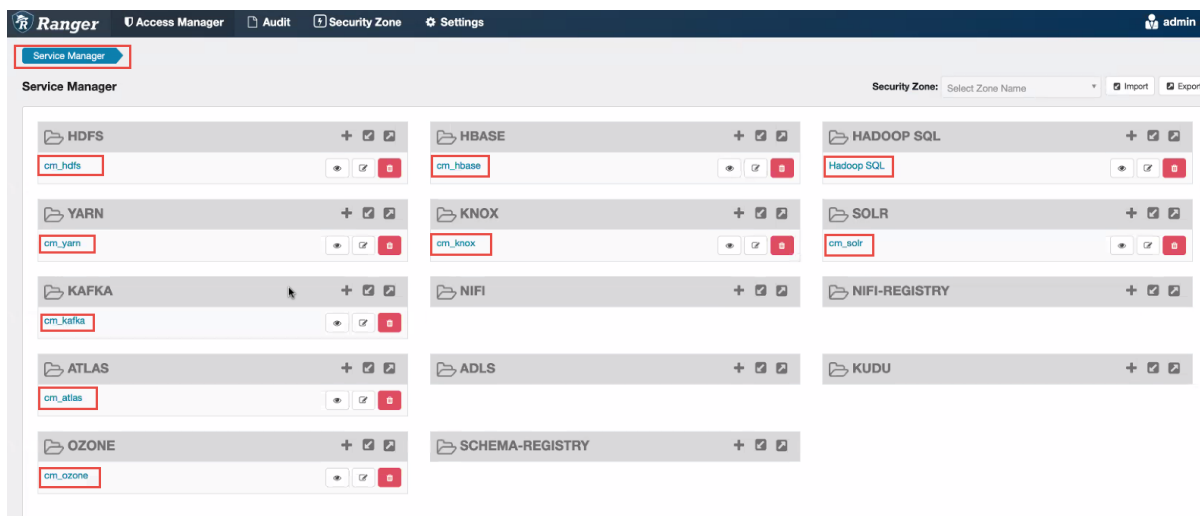 Ranger Access Manager Audit Security Zone Settings admin
Service Manager
Service Manager Security Zone: Select Zone Name Import Export
HDFS HBASE HADOOP SQL
cm_hdfs cm_hbase Hadoop SQL
YARN KNOX SOLR
cm_yarn cm_knox cm_solr
KAFKA NIFI NIFI-REGISTRY
cm_kafka
ATLAS ADLS KUDU
cm_atlas
OZONE SCHEMA-REGISTRY
cm_ozone